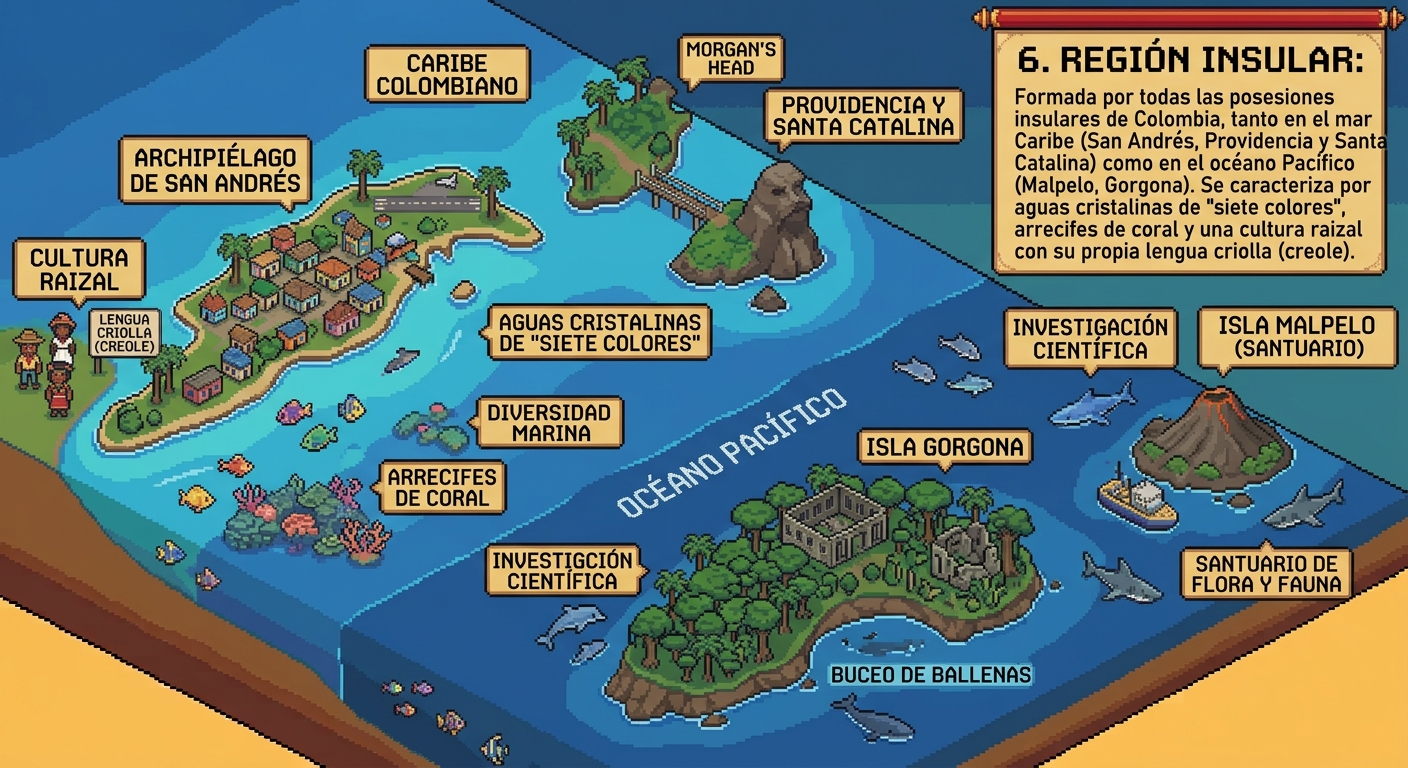 CARIBE
COLOMBIANO
MORGAN'S
HEAD
PROVIDENCIA Y
SANTA CATALINA
6. REGIÓN INSULAR:
Formada por todas las posesiones
insulares de Colombia, tanto en el mar
Caribe (San Andrés, Providencia y Santa
Catalina) como en el océano Pacífico
(Malpelo, Gorgona). Se caracteriza por
aguas cristalinas de "siete colores",
arrecifes de coral y una cultura raizal
con su propia lengua criolla (creole).
ARCHIPIÉLAGO
DE SAN ANDRÉS
CULTURA
RAIZAL
LENGUA
CRIOLLA
(CREOLE)
AGUAS CRISTALINAS
DE "SIETE COLORES"
INVESTIGACIÓN
CIENTÍFICA
ISLA MALPELO
(SANTUARIO)
DIVERSIDAD
MARINA
OCÉANO PACÍFICO
ISLA GORGONA
ARRECIFES
DE CORAL
INVESTIGCIÓN
CIENTÍFICA
SANTUARIO DE
FLORA Y FAUNA
BUCEO DE BALLENAS